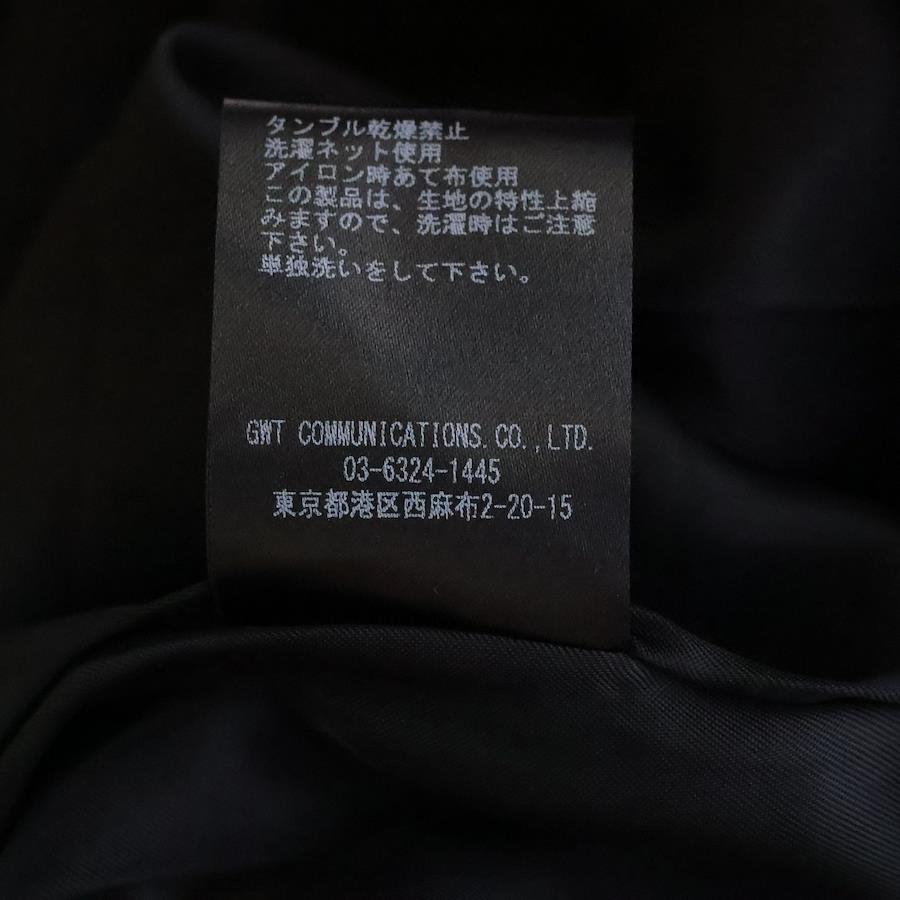 タンブル乾燥禁止
洗濯ネット使用
アイロン時あて布使用
この製品は、生地の特性上縮
みますので、洗濯時はご注意
下さい。
単独洗いをして下さい。
GWT COMMUNICATIONS.CO.,LTD.
03-6324-1445
東京都港区西麻布2-20-15